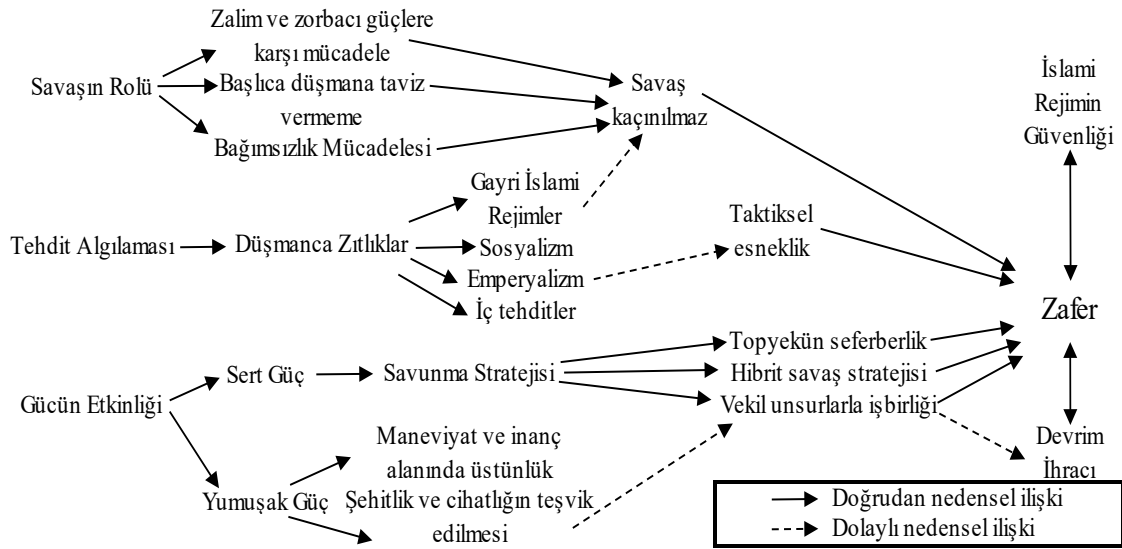 Zalim ve zorbacı güçlere
karşı mücadele
Savaşın Rolü
Başlıca düşmana taviz
vermeme
Bağımsızlık Mücadelesi
Savaş
kaçınılmaz
İslami
Rejimin
Güvenliği
Tehdit Algılaması
Düşmanca Zıtlıklar
Gayri İslami
Rejimler
Sosyalizm
Emperyalizm
İç tehditler
Taktiksel
esneklik
Zafer
Gücün Etkinliği
Sert Güç
Savunma Stratejisi
Topyekün seferberlik
Hibrit savaş stratejisi
Vekil unsurlarla işbirliği
Yumuşak Güç
Maneviyat ve inanç
alanında üstünlük
Şehitlik ve cihatlığın teşvik
edilmesi
Devrim
İhracı
Doğrudan nedensel ilişki
Dolaylı nedensel ilişki